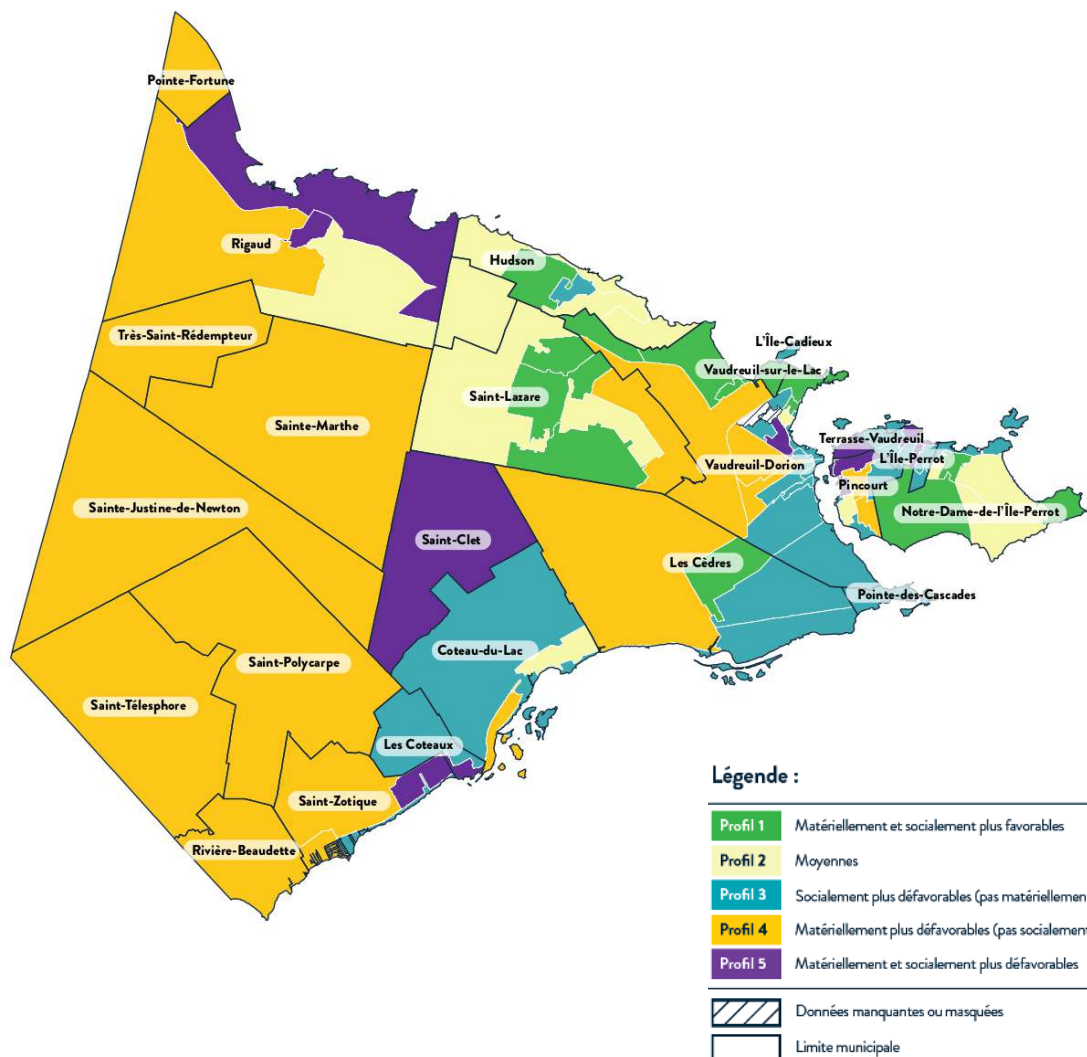 Pointe-Fortune
Rigaud
Hudson
Très-Saint-Rédempteur
L'Île-Cadieux
Vaudreuil-sur-le-Lac
Saint-Lazare
Sainte-Marthe
Terrasse-Vaudreuil
L'Île-Perrot
Vaudreuil-Dorion
Pincourt
Sainte-Justine-de-Newton
Notre-Dame-de-l'Île-Perrot
Saint-Clet
Les Cèdres
Pointe-des-Cascades
Coteau-du-Lac
Saint-Polycarpe
Saint-Télesphore
Les Coteaux
Saint-Zotique
Rivière-Beaudette
Légende :
Profil 1 Matériellement et socialement plus favorables
Profil 2 Moyennes
Profil 3 Socialement plus défavorables (pas matériellemen
Profil 4 Matériellement plus défavorables (pas socialement
Profil 5 Matériellement et socialement plus défavorables
Données manquantes ou masquées
Limite municipale